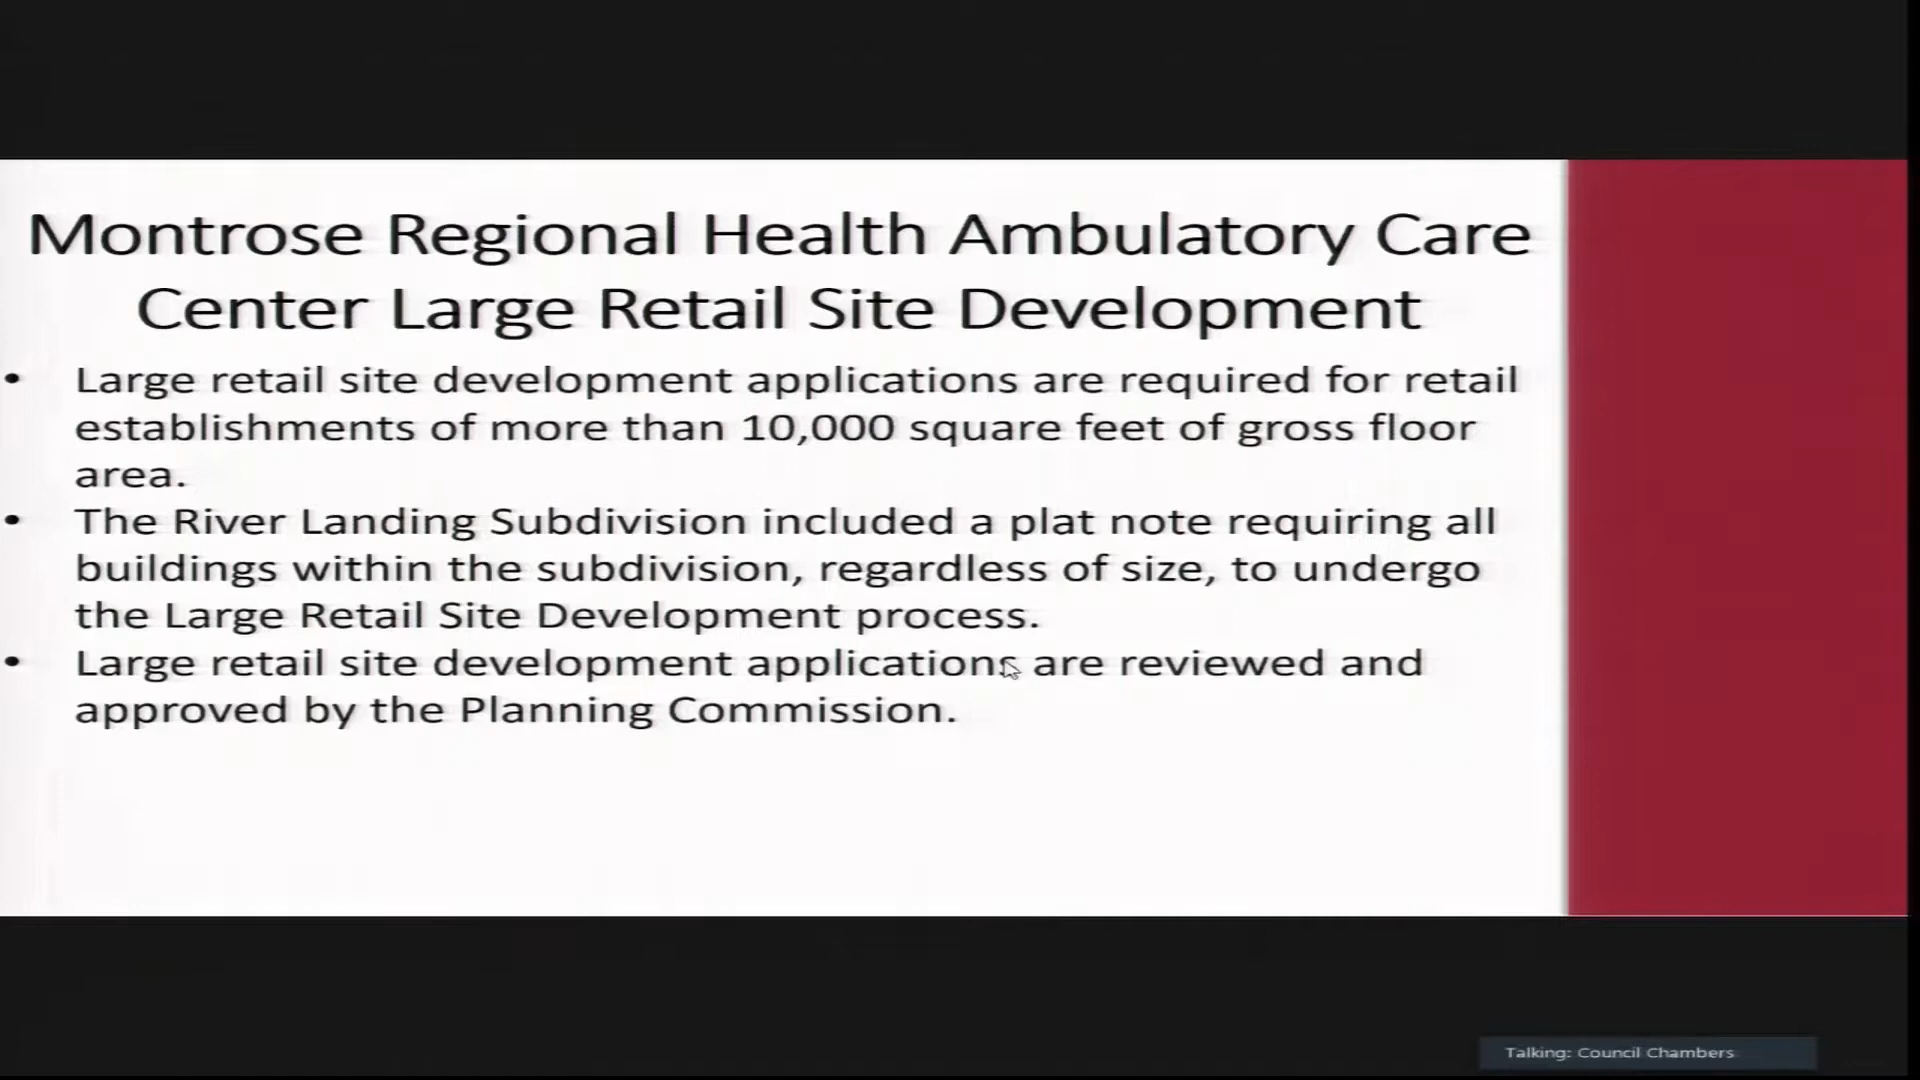 Montrose Regional Health Ambulatory Care
Center Large Retail Site Development
• Large retail site development applications are required for retail
establishments of more than 10,000 square feet of gross floor
area.
• The River Landing Subdivision included a plat note requiring all
buildings within the subdivision, regardless of size, to undergo
the Large Retail Site Development process.
• Large retail site development applications are reviewed and
approved by the Planning Commission.
Talking: Council Chambers